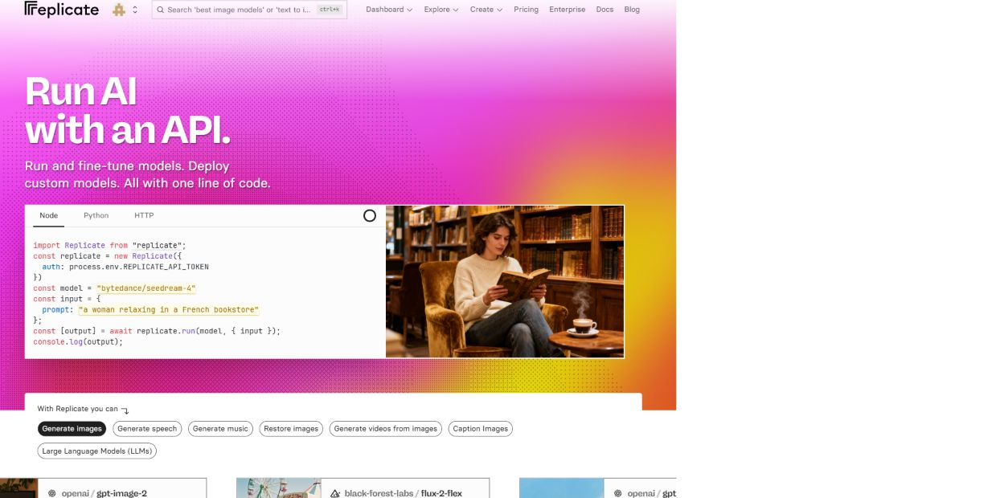 replicate
Search 'best image models' or 'text to i... ctrl+k
Dashboard Explore Create Pricing Enterprise Docs Blog
Run AI
with an API.
Run and fine-tune models. Deploy
custom models. All with one line of code.
Node Python HTTP
import Replicate from "replicate";
const replicate = new Replicate({
  auth: process.env.REPLICATE_API_TOKEN
})
const model = "bytedance/seedream-4"
const input = {
  prompt: "a woman relaxing in a French bookstore"
};
const [output] = await replicate.run(model, { input });
console.log(output);
With Replicate you can
Generate images Generate speech Generate music Restore images Generate videos from images Caption Images
Large Language Models (LLMs)
openai / gpt-image-2 black-forest-labs / flux-2-flex openai / gpt